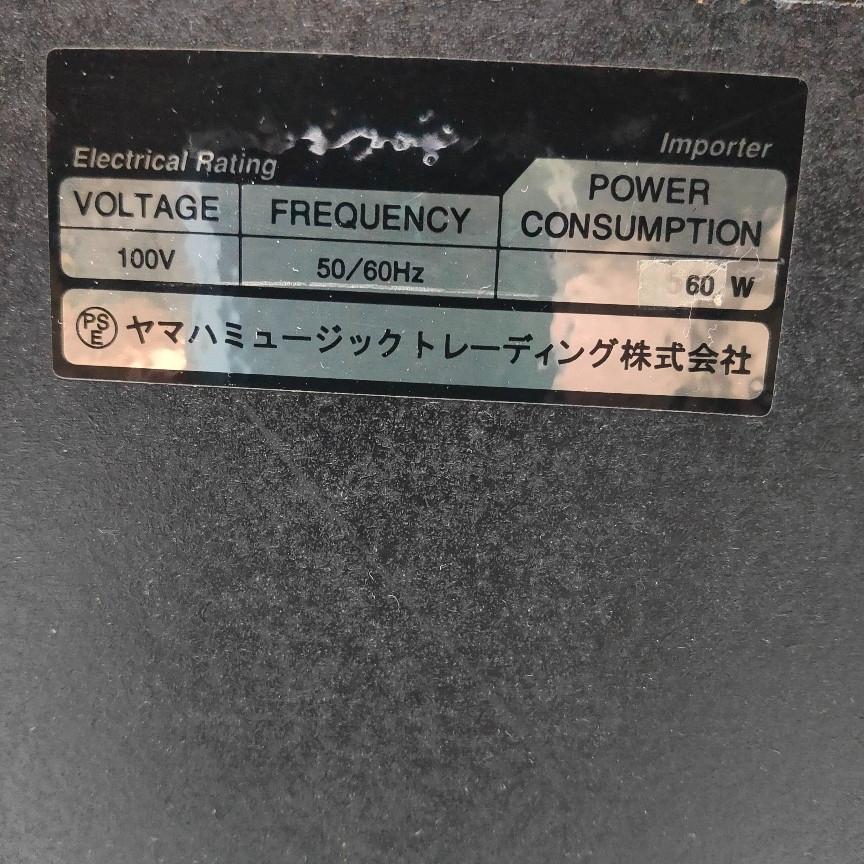 Electrical Rating
Importer
VOLTAGE
FREQUENCY
POWER
CONSUMPTION
100V
50/60Hz
60 W
PSE ヤマハミュージックトレーディング株式会社